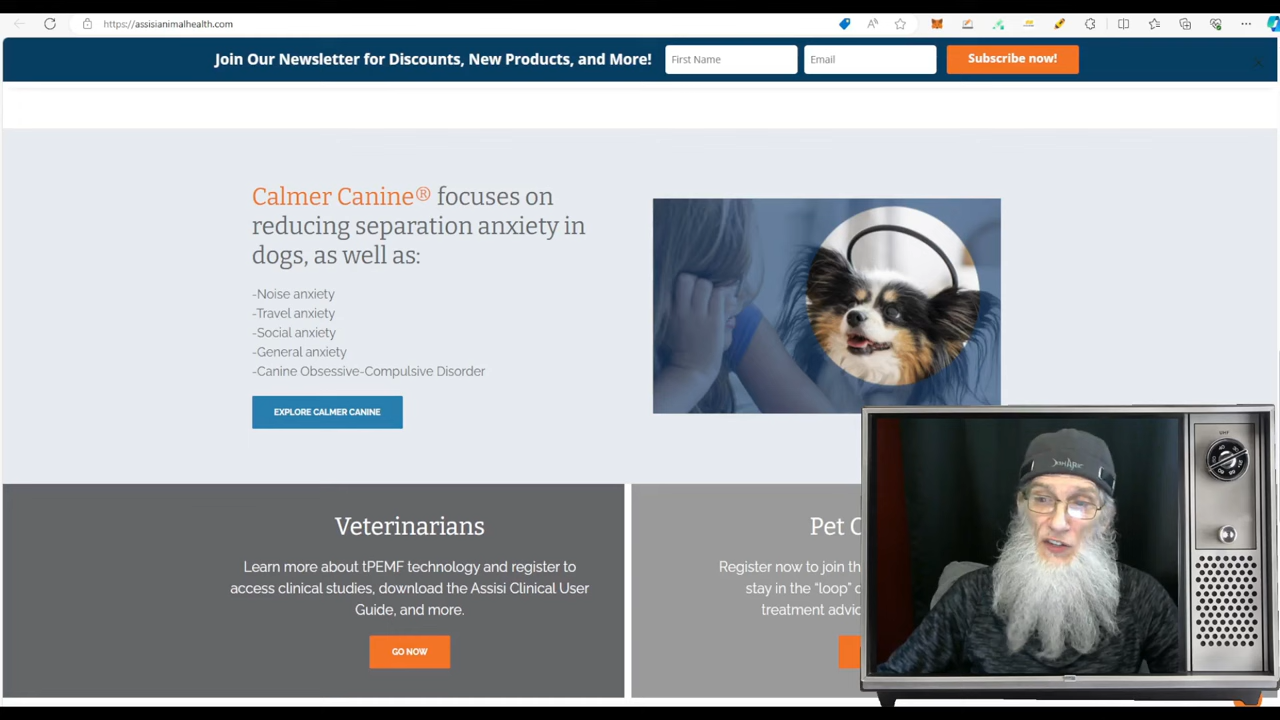 https://assisianimalhealth.com
Join Our Newsletter for Discounts, New Products, and More!
First Name
Email
Subscribe now!
Calmer Canine® focuses on
reducing separation anxiety in
dogs, as well as:
-Noise anxiety
-Travel anxiety
-Social anxiety
-General anxiety
-Canine Obsessive-Compulsive Disorder
EXPLORE CALMER CANINE
Veterinarians
Learn more about tPEMF technology and register to
access clinical studies, download the Assisi Clinical User
Guide, and more.
GO NOW
Pet
Register now to join th
stay in the “loop”
treatment advic
UHF